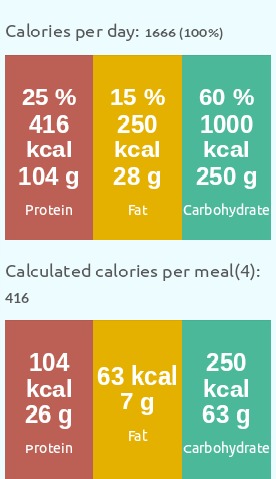 Calories per day: 1666 (100%)
25 %
416
kcal
104 g
Protein
15 %
250
kcal
28 g
Fat
60 %
1000
kcal
250 g
Carbohydrate
Calculated calories per meal(4):
416
104
kcal
26 g
Protein
63 kcal
7 g
Fat
250
kcal
63 g
Carbohydrate